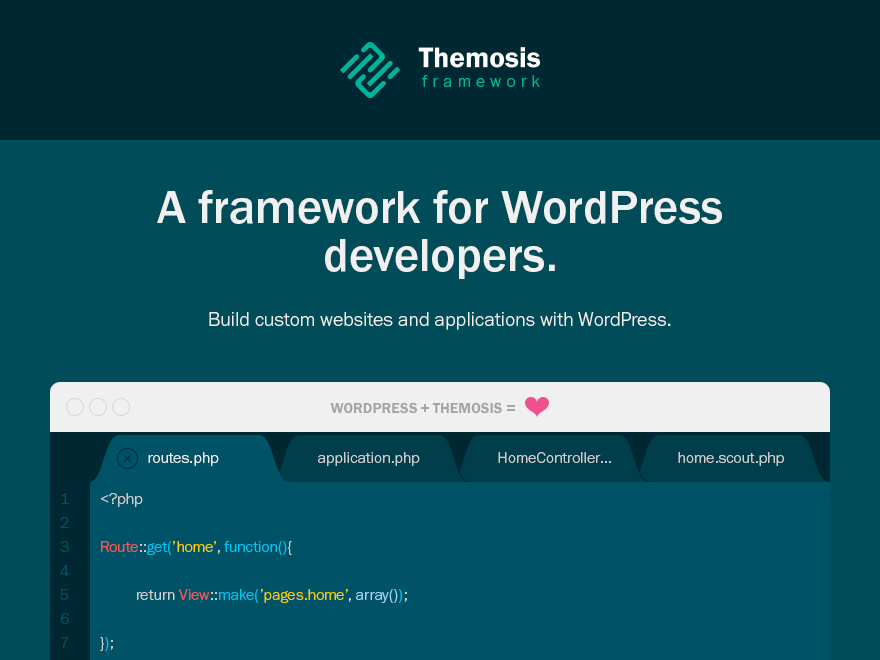 Themosis
framework
A framework for WordPress
developers.
Build custom websites and applications with WordPress.
WORDPRESS + THEMOSIS =
routes.php
application.php
HomeController...
home.scout.php
1 <?php
2
3 Route::get(’home’, function(){
4
5 return View::make(’pages.home’, array());
6
7 });